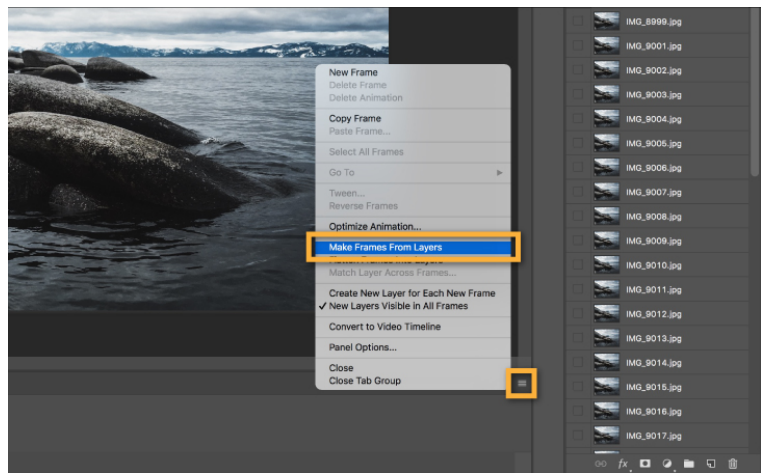 New Frame
Delete Frame
Delete Animation
Copy Frame
Paste Frame...
Select All Frames
Go To
Tween...
Reverse Frames
Optimize Animation...
Make Frames From Layers
Flatten Frames Into Layers
Match Layer Across Frames...
Create New Layer for Each New Frame
✓ New Layers Visible in All Frames
Convert to Video Timeline
Panel Options...
Close
Close Tab Group
IMG_8999.jpg
IMG_9001.jpg
IMG_9002.jpg
IMG_9003.jpg
IMG_9004.jpg
IMG_9005.jpg
IMG_9006.jpg
IMG_9007.jpg
IMG_9008.jpg
IMG_9009.jpg
IMG_9010.jpg
IMG_9011.jpg
IMG_9012.jpg
IMG_9013.jpg
IMG_9014.jpg
IMG_9015.jpg
IMG_9016.jpg
IMG_9017.jpg
fx